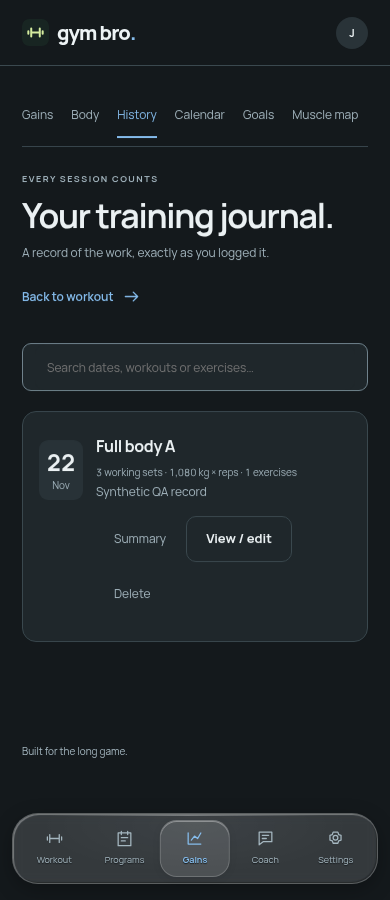 gym bro.
J
Gains Body History Calendar Goals Muscle map
EVERY SESSION COUNTS
Your training journal.
A record of the work, exactly as you logged it.
Back to workout →
Search dates, workouts or exercises...
22
Nov
Full body A
3 working sets · 1,080 kg × reps · 1 exercises
Synthetic QA record
Summary View / edit
Delete
Built for the long game.
Workout Programs Gains Coach Settings